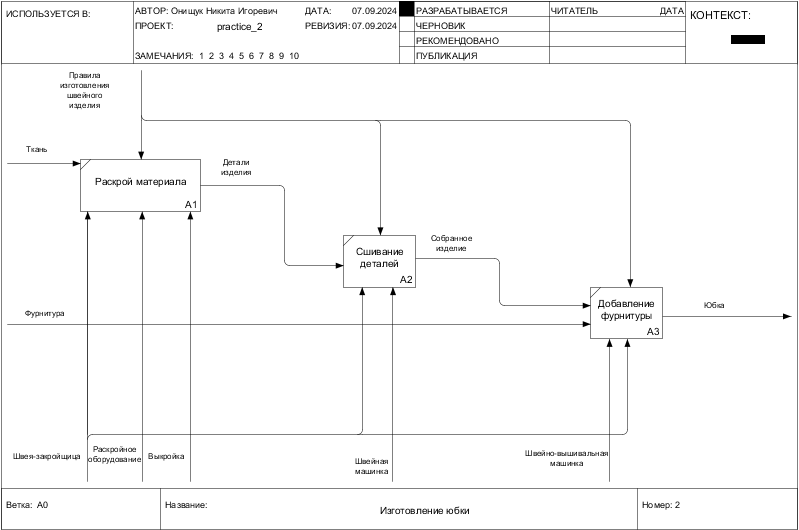 ИСПОЛЬЗУЕТСЯ В:
АВТОР: Онищук Никита Игоревич
ДАТА: 07.09.2024
ПРОЕКТ: practice_2
РЕВИЗИЯ: 07.09.2024
ЗАМЕЧАНИЯ: 1 2 3 4 5 6 7 8 9 10
РАЗРАБАТЫВАЕТСЯ
ЧЕРНОВИК
РЕКОМЕНДОВАНО
ПУБЛИКАЦИЯ
ЧИТАТЕЛЬ
ДАТА
КОНТЕКСТ:
Правила
изготовления
швейного
изделия
Ткань
Раскрой материала
A1
Детали
изделия
Сшивание
деталей
A2
Собранное
изделие
Фурнитура
Добавление
фурнитуры
A3
Юбка
Швея-закройщица
Раскройное
оборудование
Выкройка
Швейная
машинка
Швейно-вышивальная
машинка
Ветка: A0
Название:
Изготовление юбки
Номер: 2